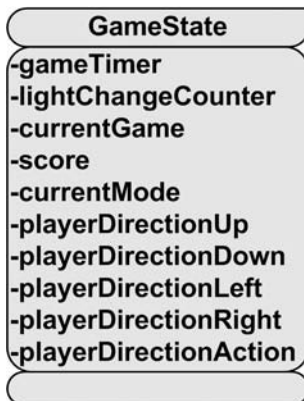 GameState
-gameTimer
-lightChangeCounter
-currentGame
-score
-currentMode
-playerDirectionUp
-playerDirectionDown
-playerDirectionLeft
-playerDirectionRight
-playerDirectionAction